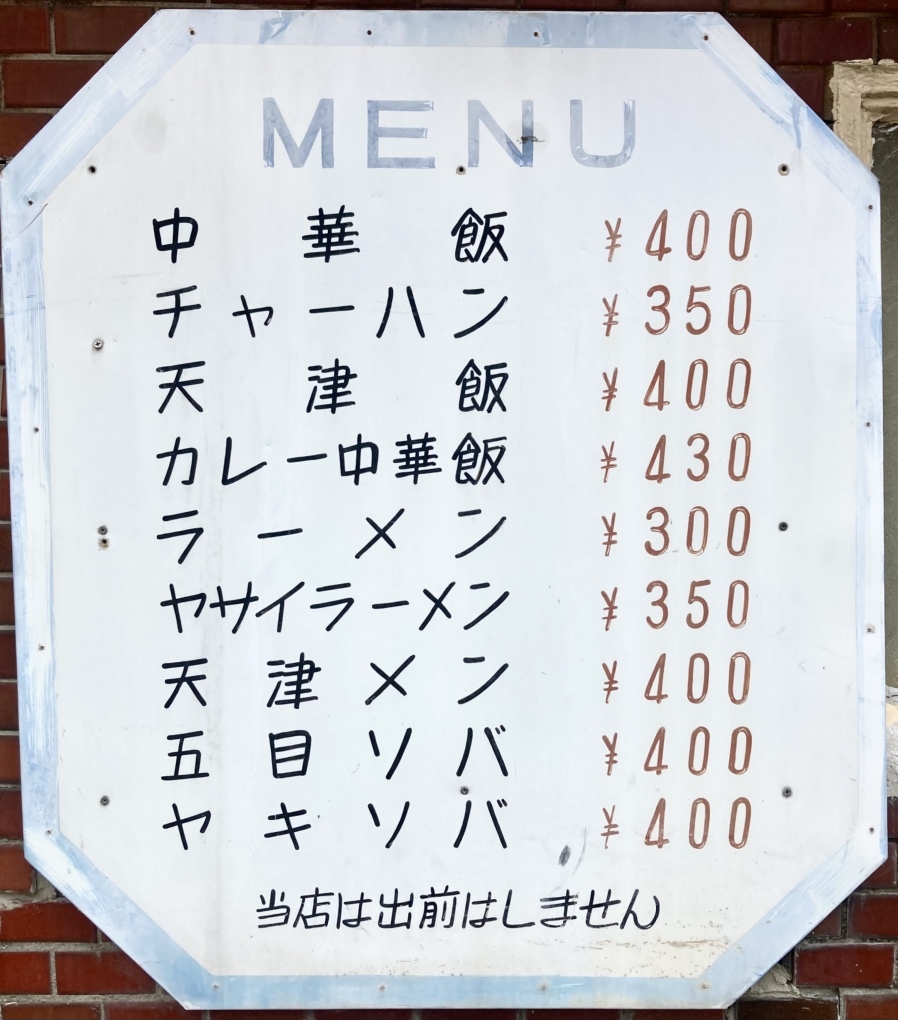 MENU
中華飯 ¥400
チャーハン ¥350
天津飯 ¥400
カレー中華飯 ¥430
ラーメン ¥300
ヤサイラーメン ¥350
天津メン ¥400
五目ソバ ¥400
ヤキソバ ¥400
当店は出前はしません